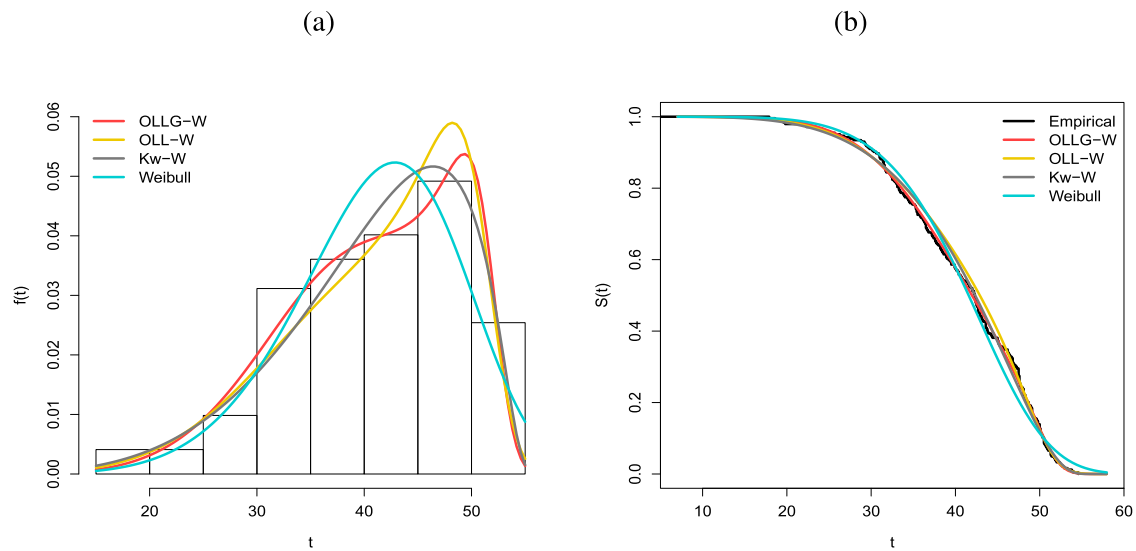 (a)
f(t)
0.00 0.01 0.02 0.03 0.04 0.05 0.06
OLLG−W
OLL−W
Kw−W
Weibull
20 30 40 50
t
(b)
S(t)
0.0 0.2 0.4 0.6 0.8 1.0
Empirical
OLLG−W
OLL−W
Kw−W
Weibull
10 20 30 40 50 60
t